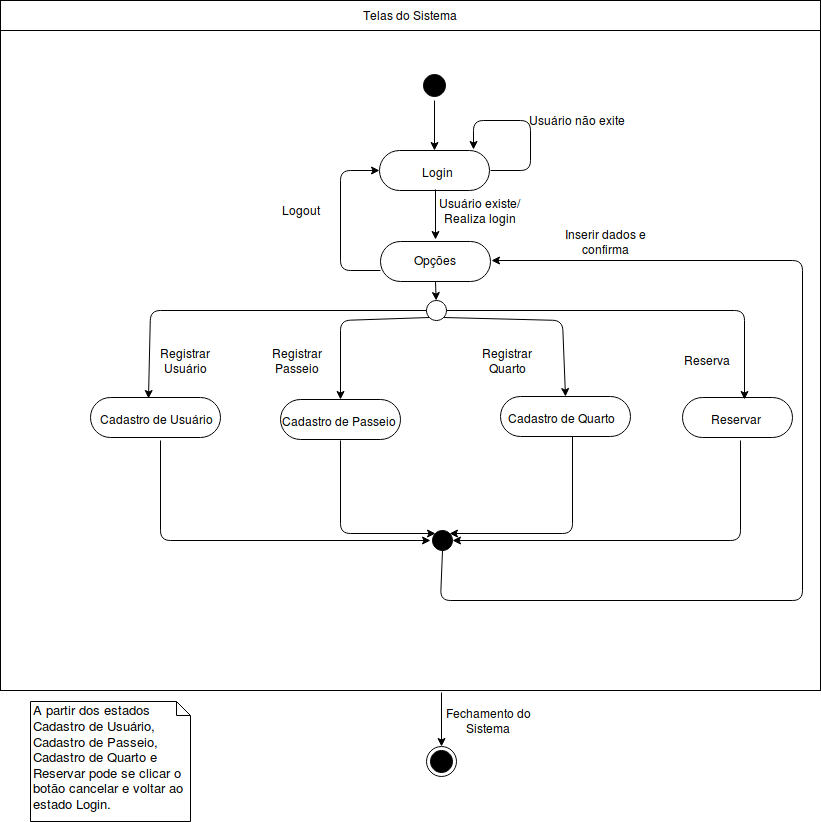 Telas do Sistema
Usuário não exite
Login
Logout
Usuário existe/
Realiza login
Inserir dados e
confirma
Opções
Registrar
Usuário
Registrar
Passeio
Registrar
Quarto
Reserva
Cadastro de Usuário
Cadastro de Passeio
Cadastro de Quarto
Reservar
A partir dos estados
Cadastro de Usuário,
Cadastro de Passeio,
Cadastro de Quarto e
Reservar pode se clicar o
botão cancelar e voltar ao
estado Login.
Fechamento do
Sistema